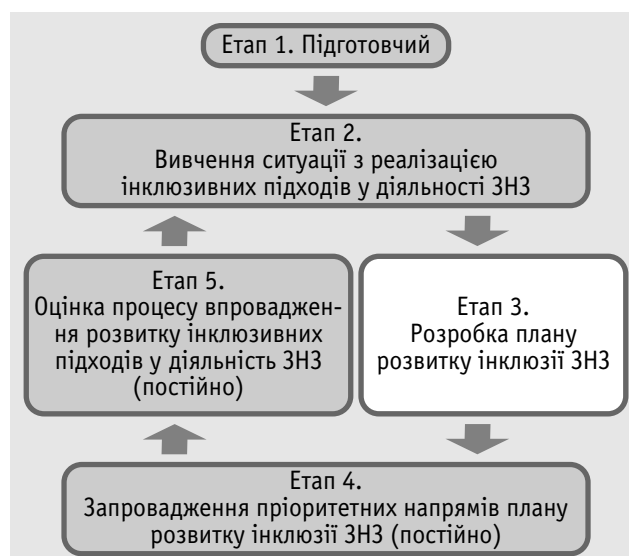 Етап 1. Підготовчий
Етап 2.
Вивчення ситуації з реалізацією
інклюзивних підходів у діяльності ЗНЗ
Етап 5.
Оцінка процесу впроваджен-
ня розвитку інклюзивних
підходів у діяльність ЗНЗ
(постійно)
Етап 3.
Розробка плану
розвитку інклюзії ЗНЗ
Етап 4.
Запровадження пріоритетних напрямів плану
розвитку інклюзії ЗНЗ (постійно)